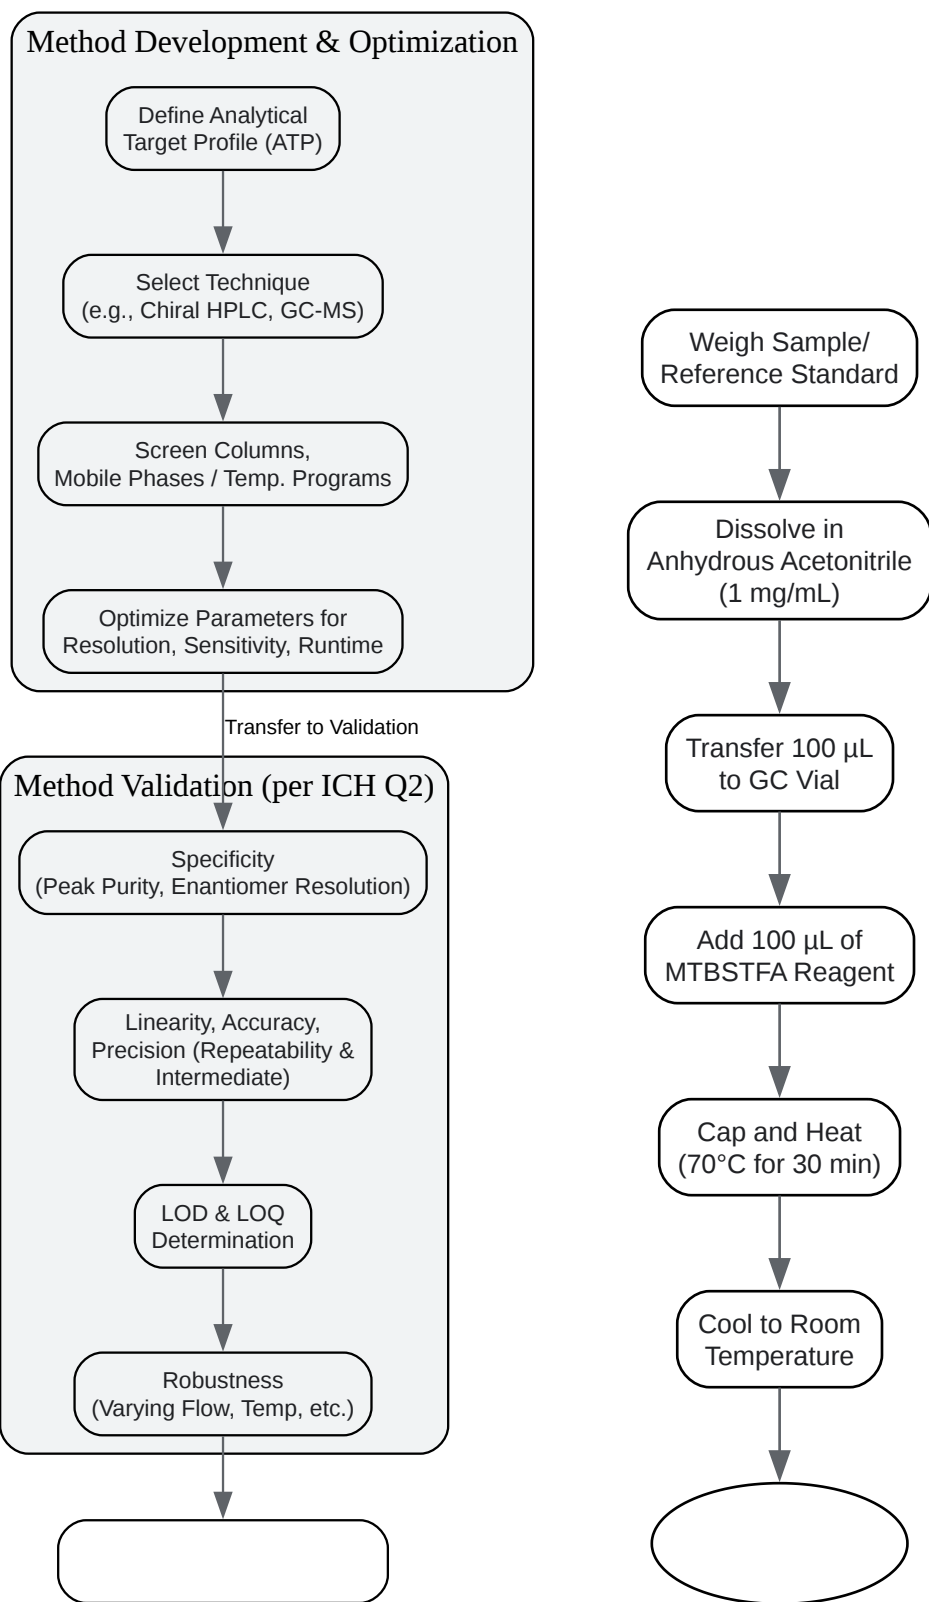 Method Development & Optimization
Define Analytical
Target Profile (ATP)
Select Technique
(e.g., Chiral HPLC, GC-MS)
Screen Columns,
Mobile Phases / Temp. Programs
Optimize Parameters for
Resolution, Sensitivity, Runtime
Transfer to Validation
Method Validation (per ICH Q2)
Specificity
(Peak Purity, Enantiomer Resolution)
Linearity, Accuracy,
Precision (Repeatability &
Intermediate)
LOD & LOQ
Determination
Robustness
(Varying Flow, Temp, etc.)
Weigh Sample/
Reference Standard
Dissolve in
Anhydrous Acetonitrile
(1 mg/mL)
Transfer 100 µL
to GC Vial
Add 100 µL of
MTBSTFA Reagent
Cap and Heat
(70°C for 30 min)
Cool to Room
Temperature